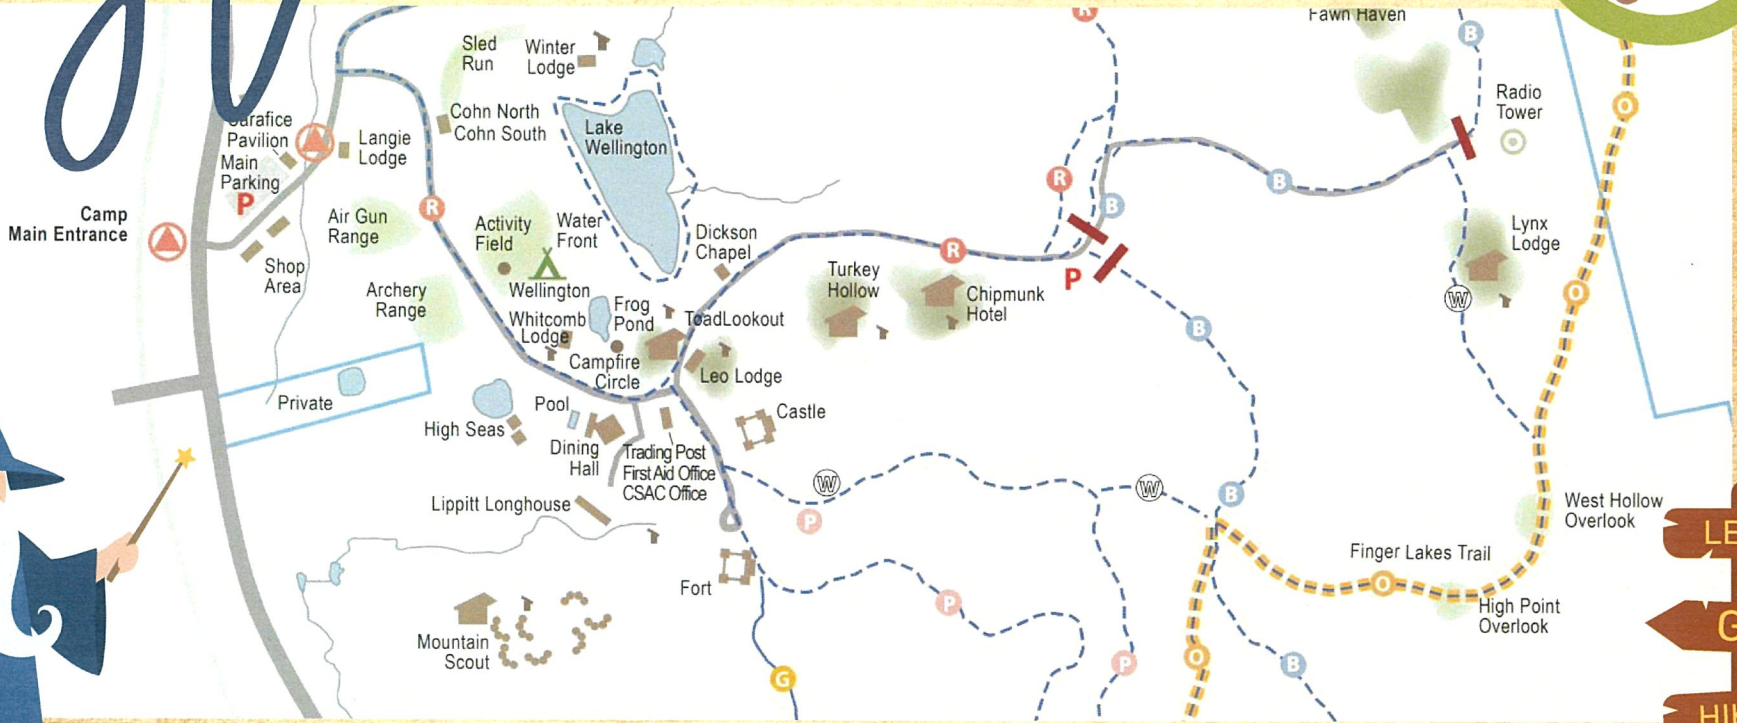 Fawn Haven
R
B
Sled
Run
Winter
Lodge
Radio
Tower
O
Cohn North
Cohn South
Carafice
Pavilion
Langie
Lodge
Main
Parking
P
Lake
Wellington
R
B
B
R
Camp
Main Entrance
Air Gun
Range
Activity
Field
Water
Front
Dickson
Chapel
R
Lynx
Lodge
Shop
Area
Archery
Range
Wellington
Turkey
Hollow
Chipmunk
Hotel
P
O
W
Whitcomb
Lodge
Frog
Pond
ToadLookout
B
Campfire
Circle
Leo Lodge
Private
High Seas
Pool
Dining
Hall
Castle
Trading Post
First Aid Office
CSAC Office
Lippitt Longhouse
W
P
W
B
West Hollow
Overlook
Finger Lakes Trail
O
High Point
Overlook
Fort
P
Mountain
Scout
G
P
O
B
LE
G
HI